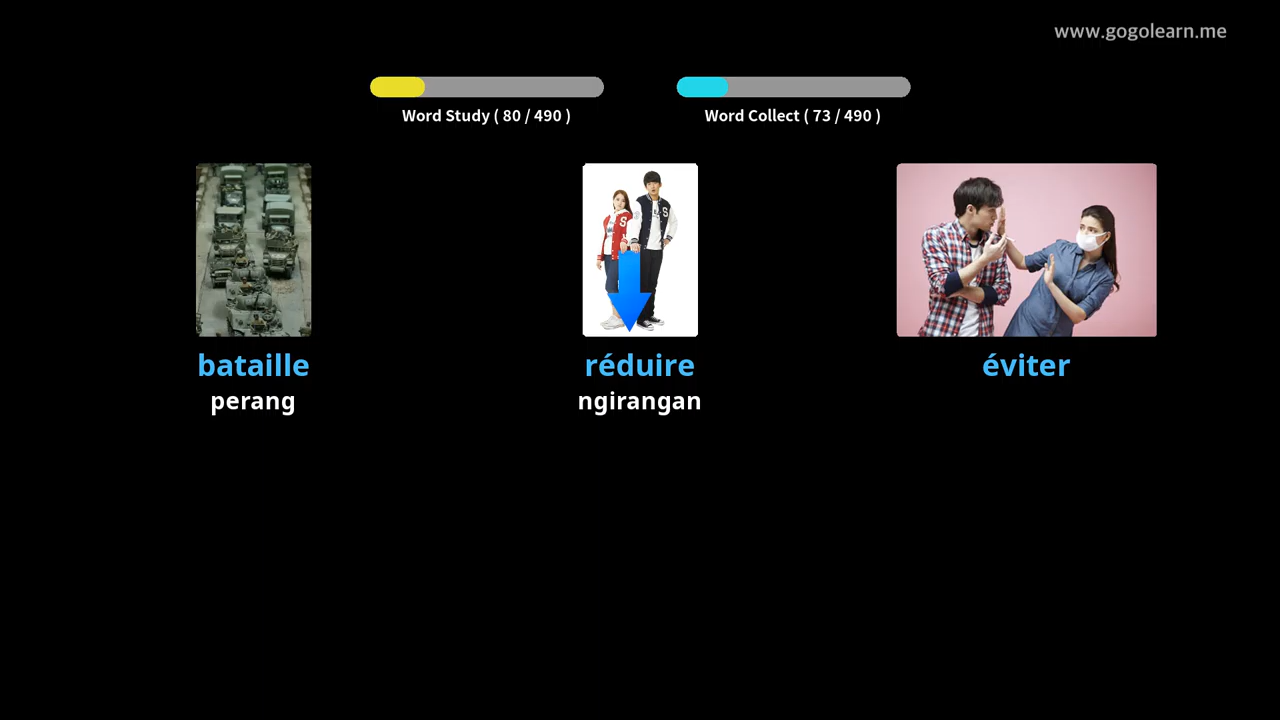 www.gogolearn.me
Word Study ( 80 / 490 )
Word Collect ( 73 / 490 )
bataille
perang
réduire
ngirangan
éviter